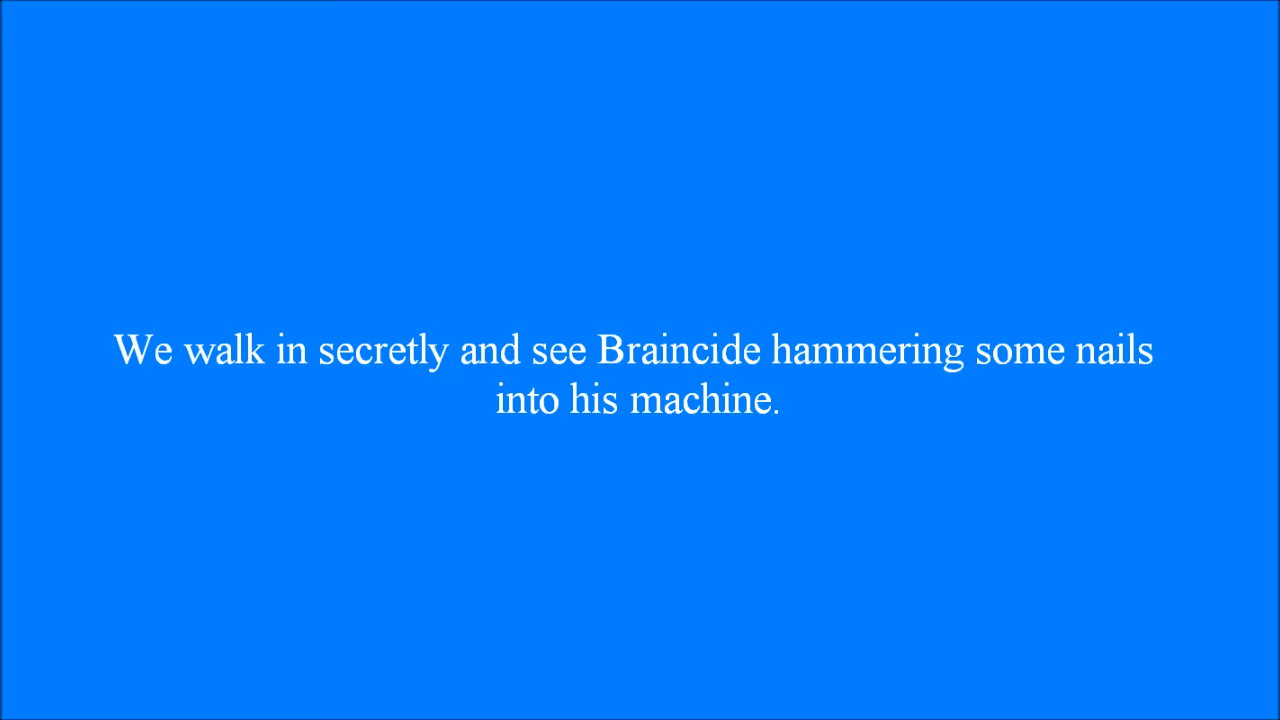 We walk in secretly and see Braincide hammering some nails
into his machine.